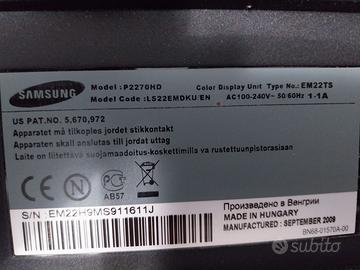 SAMSUNG
Model : P2270HD
Color Display Unit Type No.: EM22TS
Model Code : LS22EMDKU/EN
AC100-240V~ 50/60Hz 1-1A
US PAT.NO. 5,670,972
Apparatet må tilkoples jordet stikkontakt
Apparaten skall anslutas till jordat uttag
Laite on liitettävä suojamaadoitus-koskettimilla va rustettuunpistorasiaan
AB57
Произведено в Венгрии
MADE IN HUNGARY
MANUFACTURED : SEPTEMBER 2009
S/N : EM22H9MS911611J
BN68-01570A-00
subito